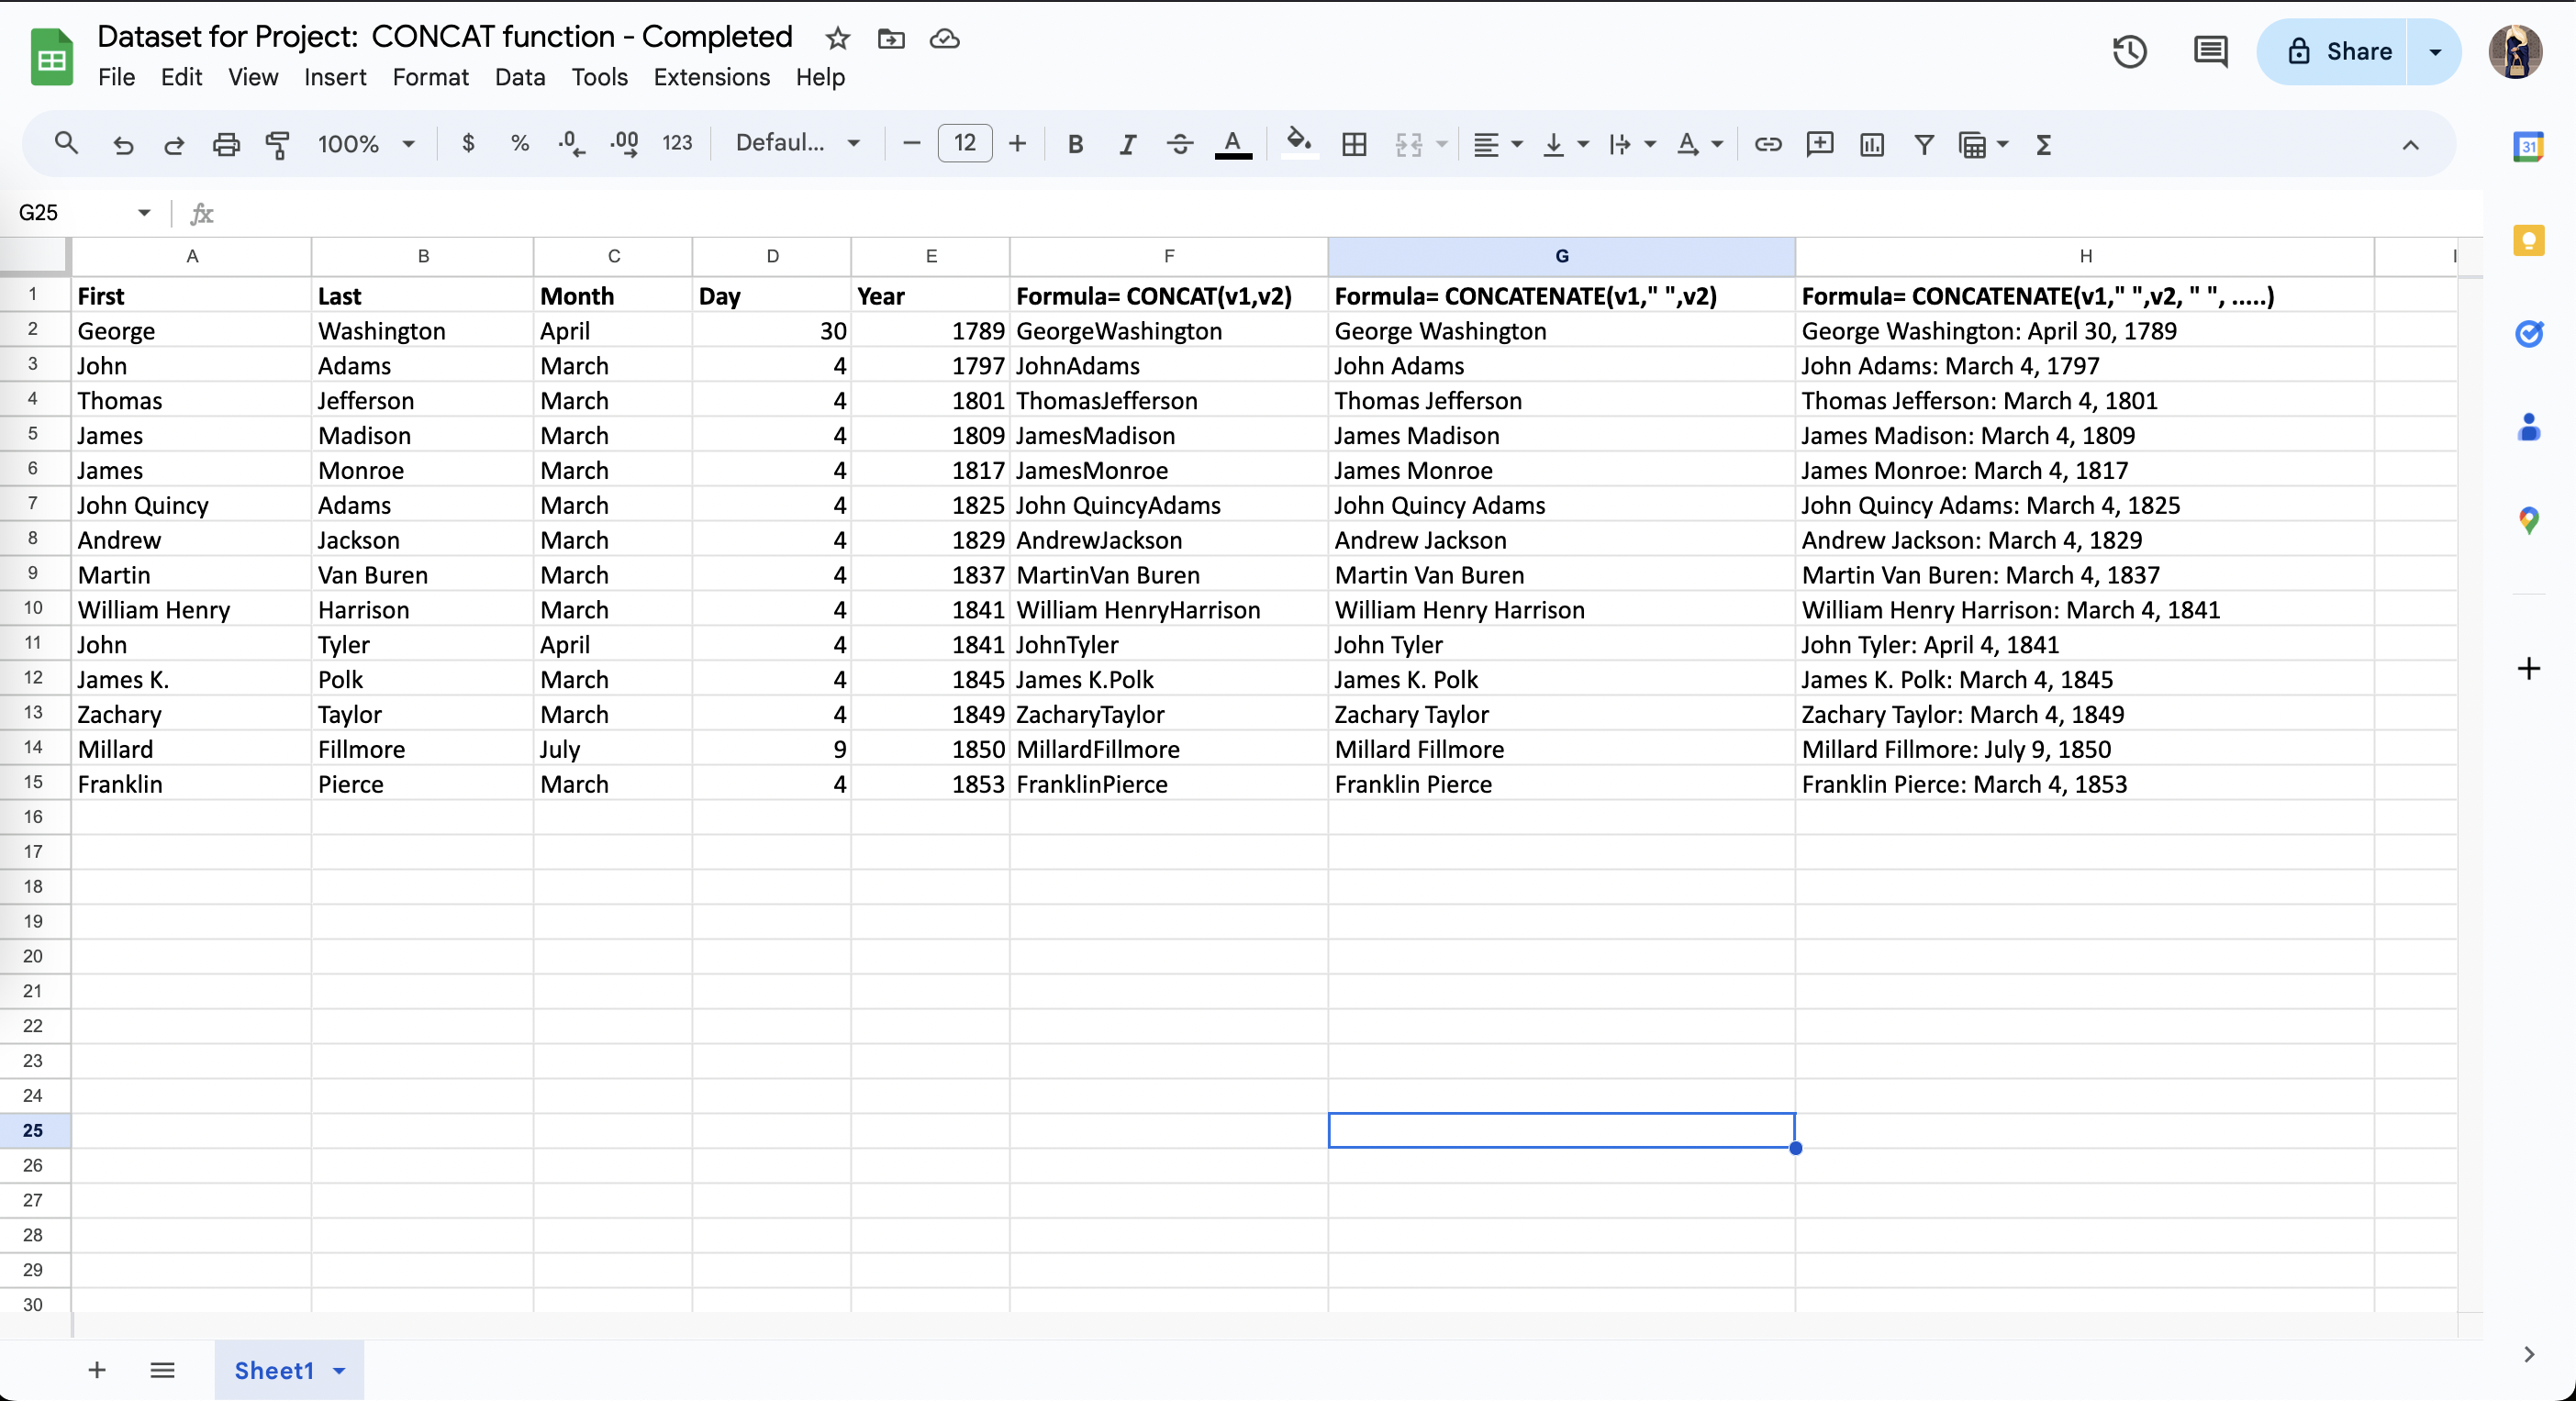 Dataset for Project:  CONCAT function - Completed
File Edit View Insert Format Data Tools Extensions Help
Share
100% $ % .0 .00 123 Defaul... − 12 + B I S A Σ
31
G25 fx
A B C D E F G H I
1 First Last Month Day Year Formula= CONCAT(v1,v2) Formula= CONCATENATE(v1," ",v2) Formula= CONCATENATE(v1," ",v2, " ", .....)
2 George Washington April 30 1789 GeorgeWashington George Washington George Washington: April 30, 1789
3 John Adams March 4 1797 JohnAdams John Adams John Adams: March 4, 1797
4 Thomas Jefferson March 4 1801 ThomasJefferson Thomas Jefferson Thomas Jefferson: March 4, 1801
5 James Madison March 4 1809 JamesMadison James Madison James Madison: March 4, 1809
6 James Monroe March 4 1817 JamesMonroe James Monroe James Monroe: March 4, 1817
7 John Quincy Adams March 4 1825 John QuincyAdams John Quincy Adams John Quincy Adams: March 4, 1825
8 Andrew Jackson March 4 1829 AndrewJackson Andrew Jackson Andrew Jackson: March 4, 1829
9 Martin Van Buren March 4 1837 MartinVan Buren Martin Van Buren Martin Van Buren: March 4, 1837
10 William Henry Harrison March 4 1841 William HenryHarrison William Henry Harrison William Henry Harrison: March 4, 1841
11 John Tyler April 4 1841 JohnTyler John Tyler John Tyler: April 4, 1841
12 James K. Polk March 4 1845 James K.Polk James K. Polk James K. Polk: March 4, 1845
13 Zachary Taylor March 4 1849 ZacharyTaylor Zachary Taylor Zachary Taylor: March 4, 1849
14 Millard Fillmore July 9 1850 MillardFillmore Millard Fillmore Millard Fillmore: July 9, 1850
15 Franklin Pierce March 4 1853 FranklinPierce Franklin Pierce Franklin Pierce: March 4, 1853
16
17
18
19
20
21
22
23
24
25
26
27
28
29
30
Sheet1